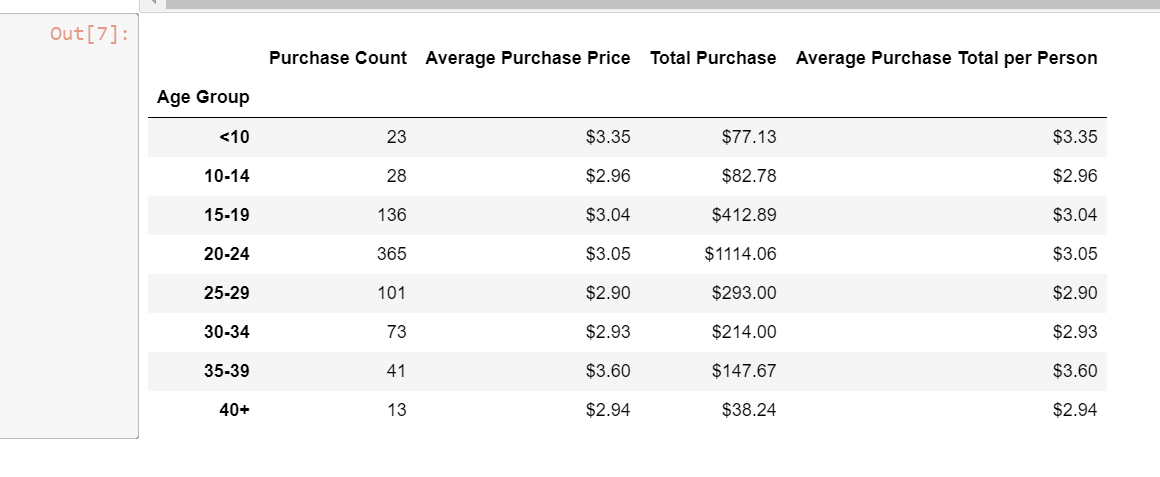 Out[7]:
Purchase Count Average Purchase Price Total Purchase Average Purchase Total per Person
Age Group
<10 23 $3.35 $77.13 $3.35
10-14 28 $2.96 $82.78 $2.96
15-19 136 $3.04 $412.89 $3.04
20-24 365 $3.05 $1114.06 $3.05
25-29 101 $2.90 $293.00 $2.90
30-34 73 $2.93 $214.00 $2.93
35-39 41 $3.60 $147.67 $3.60
40+ 13 $2.94 $38.24 $2.94